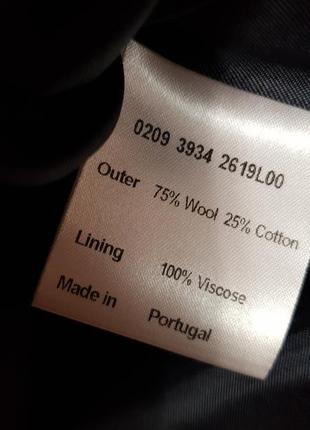 0209 3934 2619L00
Outer 75% Wool 25% Cotton
Lining 100% Viscose
Made in Portugal